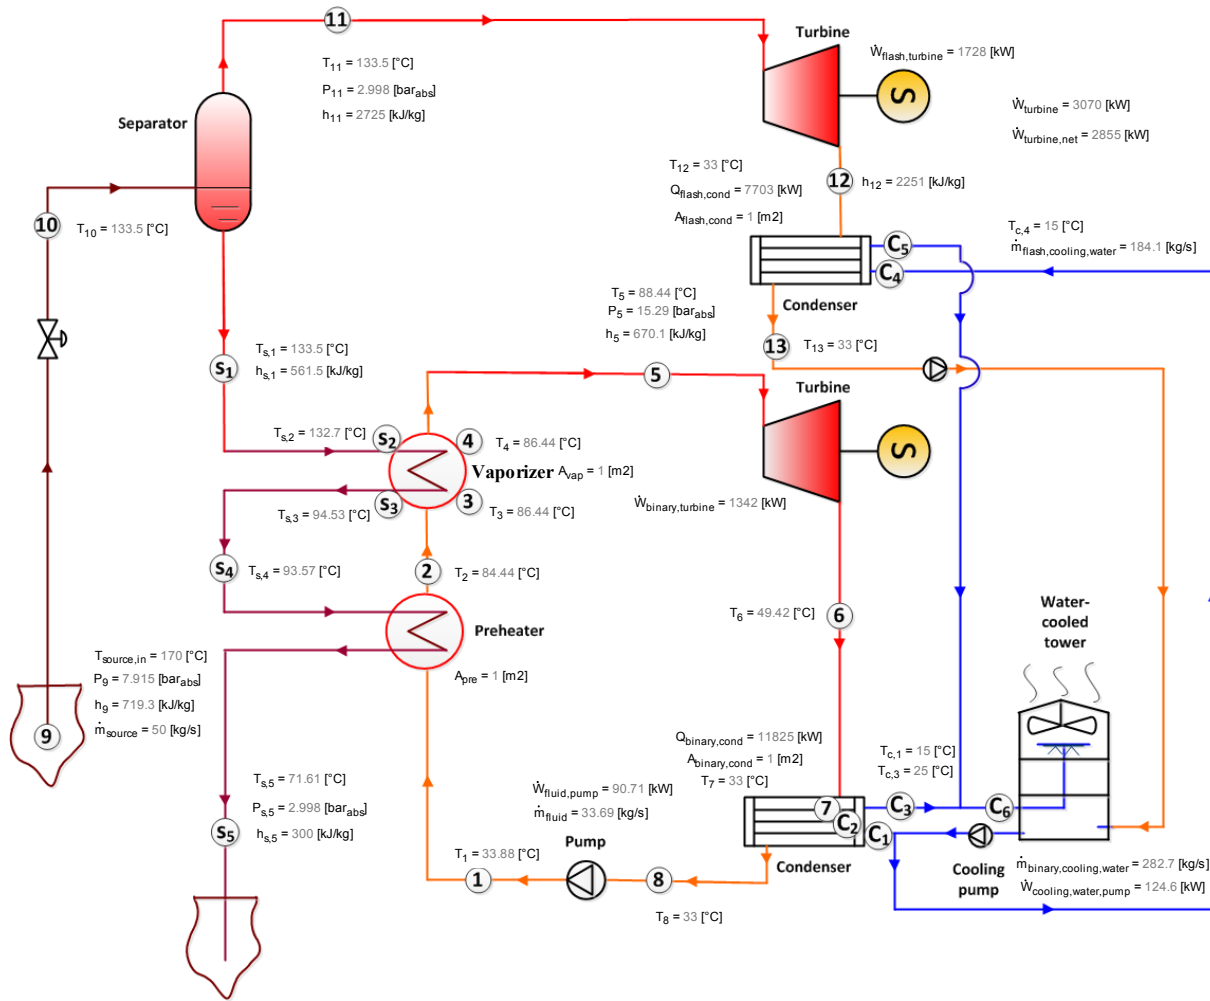 11
Turbine
Ẇflash,turbine = 1728 [kW]
T11 = 133.5 [°C]
P11 = 2.998 [barabs]
h11 = 2725 [kJ/kg]
S
Ẇturbine = 3070 [kW]
Ẇturbine,net = 2855 [kW]
Separator
T12 = 33 [°C]
Qflash,cond = 7703 [kW]
Aflash,cond = 1 [m2]
12
h12 = 2251 [kJ/kg]
10
T10 = 133.5 [°C]
Tc,4 = 15 [°C]
ṁflash,cooling,water = 184.1 [kg/s]
C5
C4
Condenser
T5 = 88.44 [°C]
P5 = 15.29 [barabs]
h5 = 670.1 [kJ/kg]
13
T13 = 33 [°C]
Ts,1 = 133.5 [°C]
hs,1 = 561.5 [kJ/kg]
S1
5
Turbine
Ts,2 = 132.7 [°C]
S2
4
T4 = 86.44 [°C]
S
Vaporizer Avap = 1 [m2]
Ts,3 = 94.53 [°C]
S3
3
T3 = 86.44 [°C]
Ẇbinary,turbine = 1342 [kW]
S4
Ts,4 = 93.57 [°C]
2
T2 = 84.44 [°C]
T6 = 49.42 [°C]
6
Water-
cooled
tower
Preheater
Tsource,in = 170 [°C]
P9 = 7.915 [barabs]
h9 = 719.3 [kJ/kg]
ṁsource = 50 [kg/s]
9
Apre = 1 [m2]
Qbinary,cond = 11825 [kW]
Abinary,cond = 1 [m2]
T7 = 33 [°C]
Tc,1 = 15 [°C]
Tc,3 = 25 [°C]
Ts,5 = 71.61 [°C]
Ps,5 = 2.998 [barabs]
hs,5 = 300 [kJ/kg]
S5
Ẇfluid,pump = 90.71 [kW]
ṁfluid = 33.69 [kg/s]
7
C2
C3
C6
C1
Pump
Condenser
Cooling
pump
T1 = 33.88 [°C]
1
8
T8 = 33 [°C]
ṁbinary,cooling,water = 282.7 [kg/s]
Ẇcooling,water,pump = 124.6 [kW]